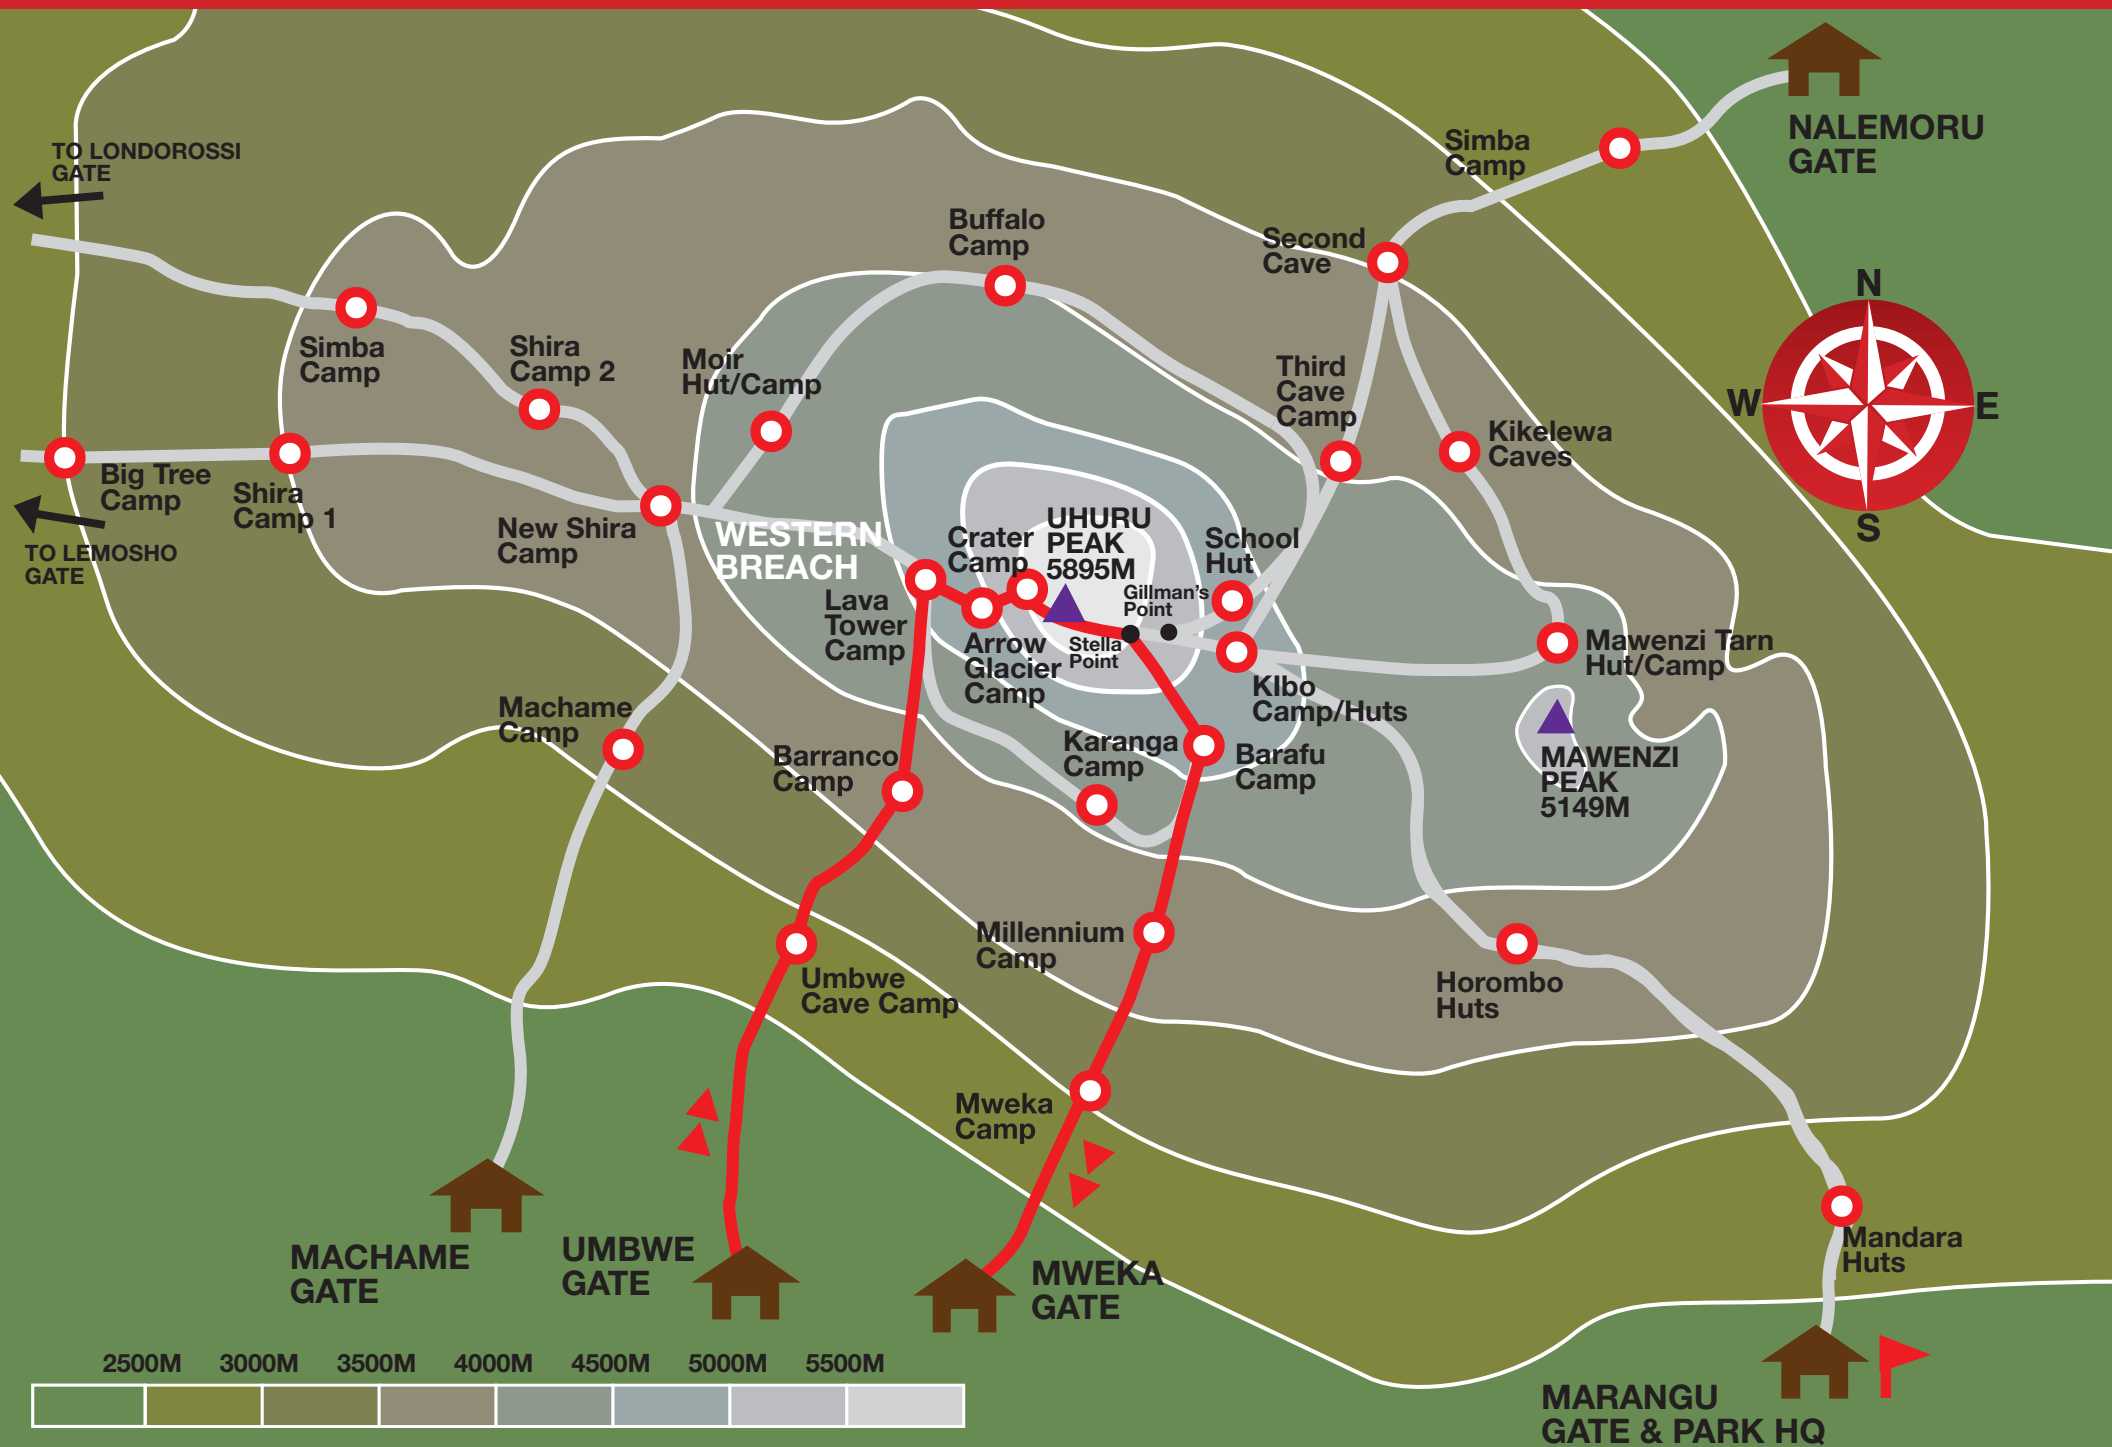 TO LONDOROSSI
GATE
Simba
Camp
NALEMORU
GATE
Buffalo
Camp
Second
Cave
N
W
E
S
Simba
Camp
Shira
Camp 2
Moir
Hut/Camp
Third
Cave
Camp
Kikelewa
Caves
Big Tree
Camp
Shira
Camp 1
New Shira
Camp
TO LEMOSHO
GATE
WESTERN
BREACH
Crater
Camp
UHURU
PEAK
5895M
School
Hut
Gillman's
Point
Stella
Point
Lava
Tower
Camp
Arrow
Glacier
Camp
Mawenzi Tarn
Hut/Camp
KIbo
Camp/Huts
Machame
Camp
Barranco
Camp
Karanga
Camp
Barafu
Camp
MAWENZI
PEAK
5149M
Millennium
Camp
Umbwe
Cave Camp
Horombo
Huts
Mweka
Camp
MACHAME
GATE
UMBWE
GATE
MWEKA
GATE
Mandara
Huts
2500M 3000M 3500M 4000M 4500M 5000M 5500M
MARANGU
GATE & PARK HQ